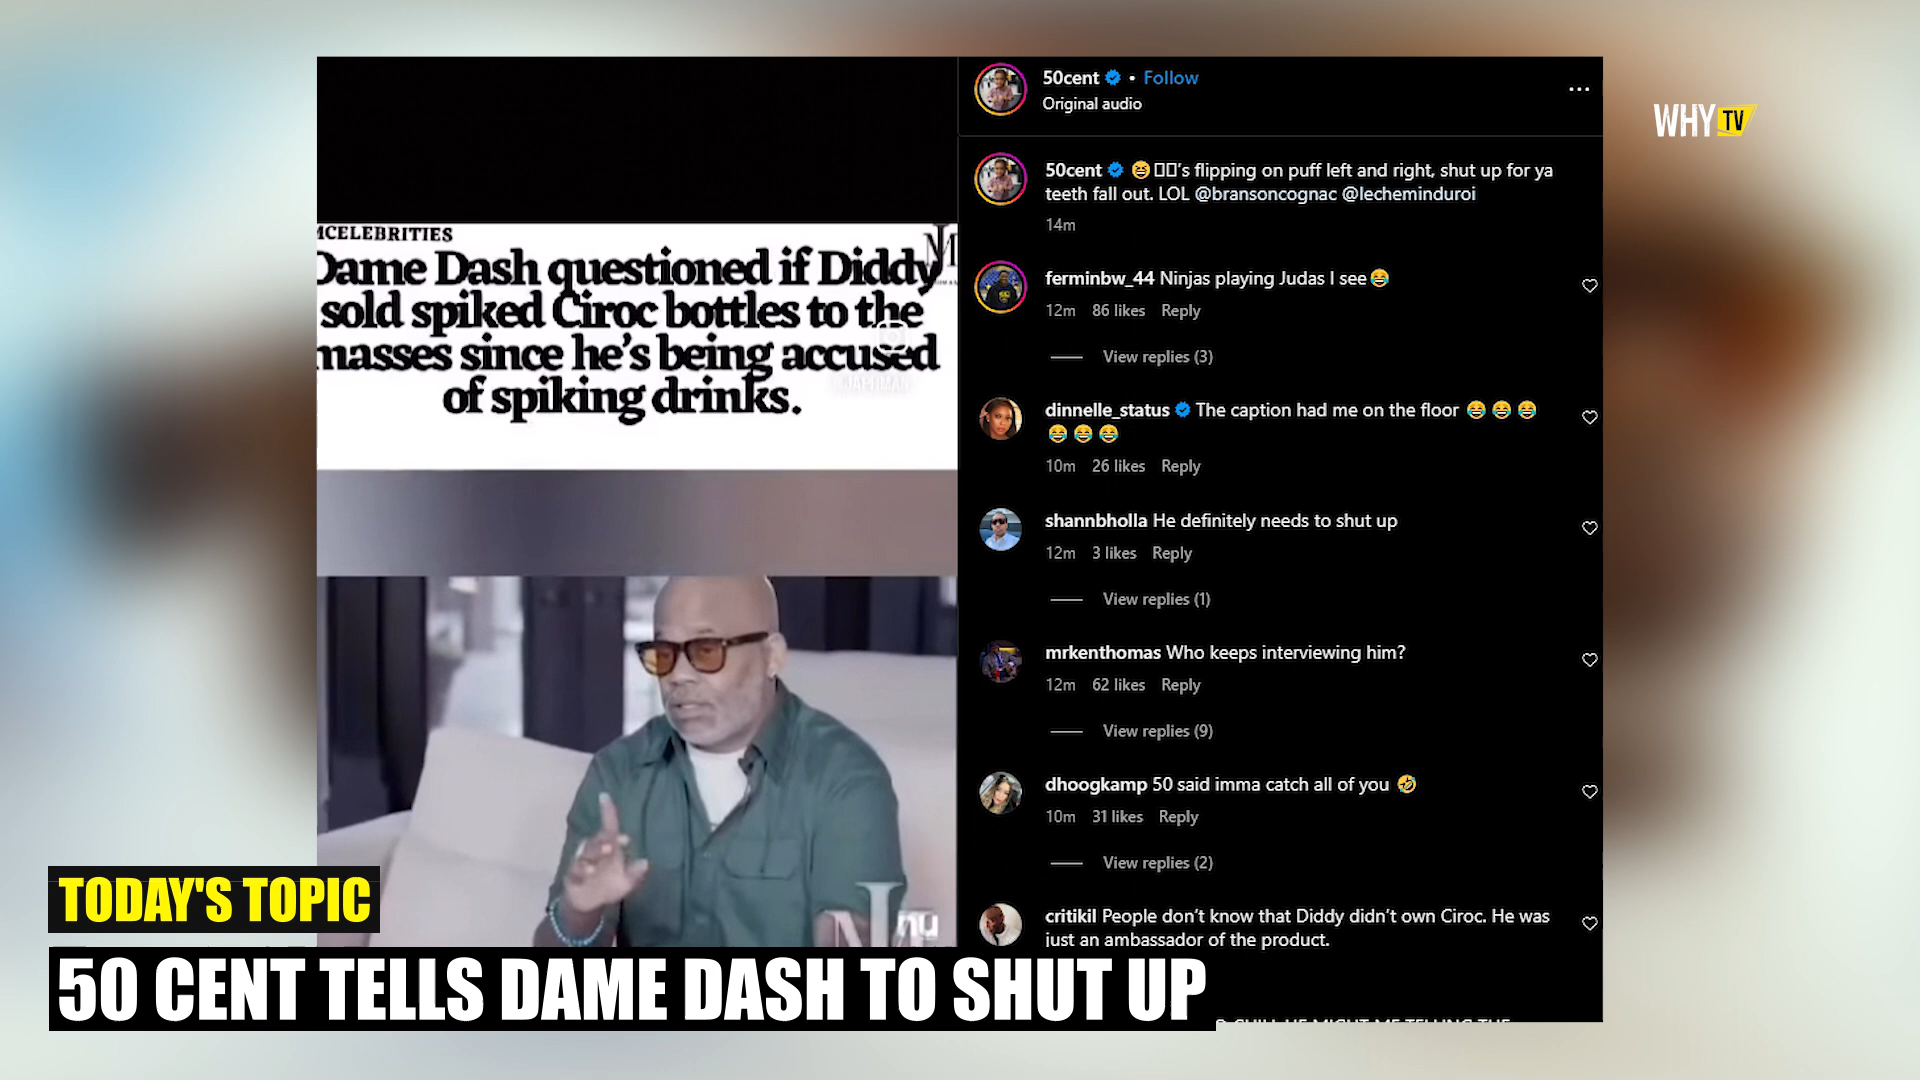 50cent • Follow
Original audio
WHY TV
MCELEBRITIES
Dame Dash questioned if Diddy
sold spiked Ciroc bottles to the
masses since he's being accused
of spiking drinks.
50cent 😆's flipping on puff left and right, shut up for ya
teeth fall out. LOL @bransoncognac @lecheminduroi
14m
ferminbw_44 Ninjas playing Judas I see😂
12m 86 likes Reply
View replies (3)
dinnelle_status The caption had me on the floor 😂 😂 😂
😂 😂 😂
10m 26 likes Reply
shannbholla He definitely needs to shut up
12m 3 likes Reply
View replies (1)
mrkenthomas Who keeps interviewing him?
12m 62 likes Reply
View replies (9)
dhoogkamp 50 said imma catch all of you 🤣
10m 31 likes Reply
View replies (2)
critikil People don't know that Diddy didn't own Ciroc. He was
just an ambassador of the product.
nu
TODAY'S TOPIC
50 CENT TELLS DAME DASH TO SHUT UP